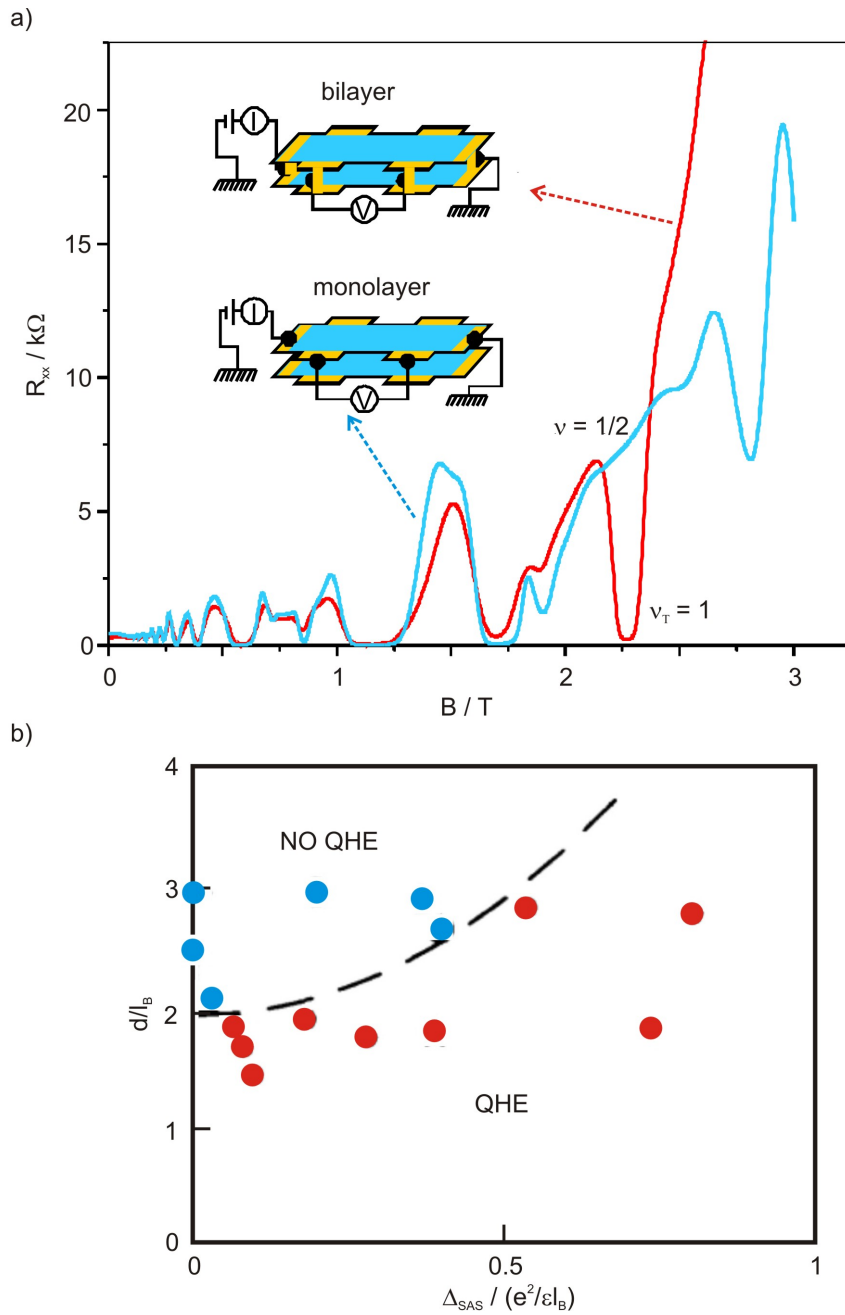 a)
20
15
10
5
0
R_xx / kΩ
bilayer
I
V
monolayer
I
V
ν = 1/2
ν_T = 1
0
1
2
3
B / T
b)
4
3
2
1
0
d/l_B
NO QHE
QHE
0
0.5
1
Δ_SAS / (e²/εl_B)